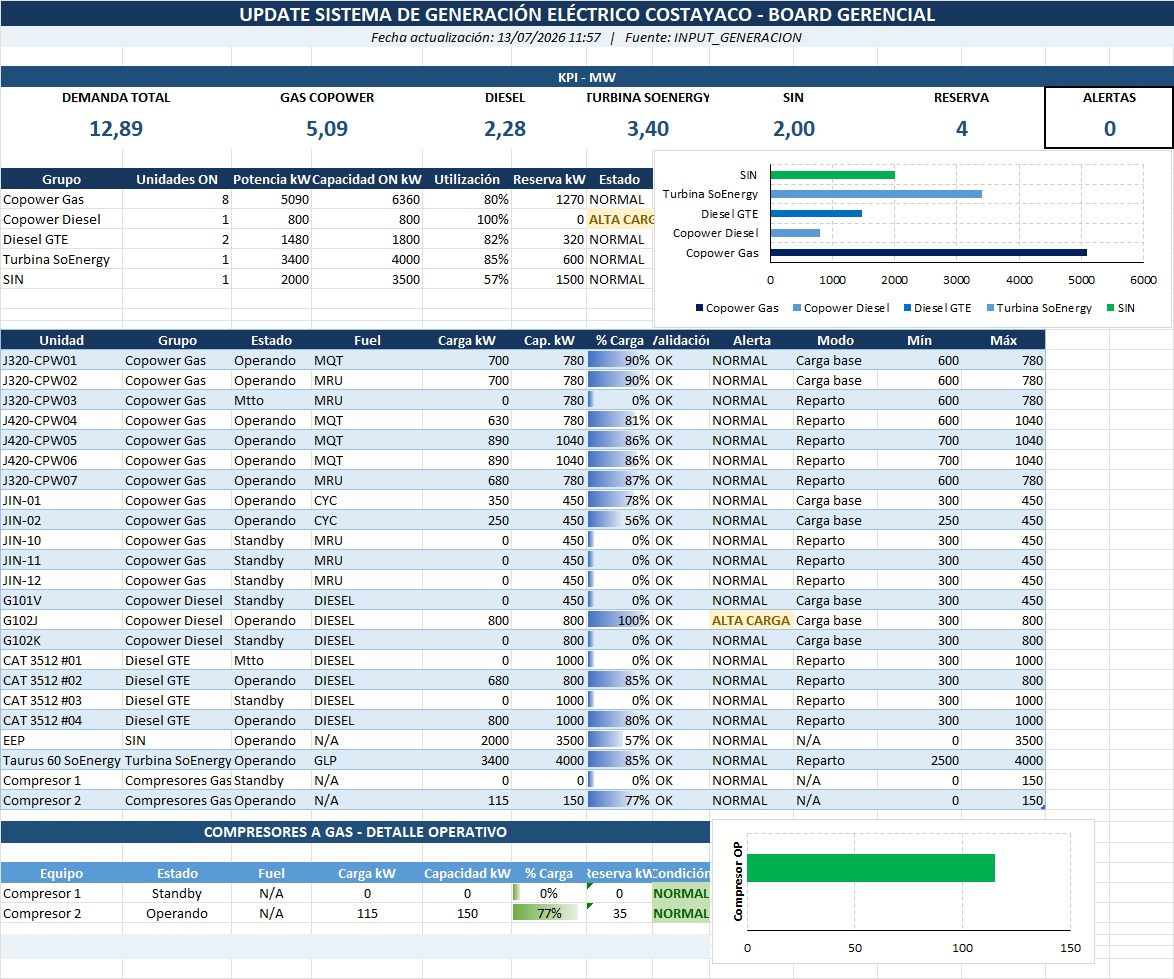 UPDATE SISTEMA DE GENERACIÓN ELÉCTRICO COSTAYACO - BOARD GERENCIAL
Fecha actualización: 13/07/2026 11:57 | Fuente: INPUT_GENERACION
KPI - MW
DEMANDA TOTAL GAS COPOWER DIESEL TURBINA SOENERGY SIN RESERVA ALERTAS
12,89 5,09 2,28 3,40 2,00 4 0
Grupo Unidades ON Potencia kW Capacidad ON kW Utilización Reserva kW Estado
Copower Gas 8 5090 6360 80% 1270 NORMAL
Copower Diesel 1 800 800 100% 0 ALTA CARG
Diesel GTE 2 1480 1800 82% 320 NORMAL
Turbina SoEnergy 1 3400 4000 85% 600 NORMAL
SIN 1 2000 3500 57% 1500 NORMAL
SIN
Turbina SoEnergy
Diesel GTE
Copower Diesel
Copower Gas
0 1000 2000 3000 4000 5000 6000
Copower Gas Copower Diesel Diesel GTE Turbina SoEnergy SIN
Unidad Grupo Estado Fuel Carga kW Cap. kW % Carga Validación Alerta Modo Mín Máx
J320-CPW01 Copower Gas Operando MQT 700 780 90% OK NORMAL Carga base 600 780
J320-CPW02 Copower Gas Operando MRU 700 780 90% OK NORMAL Carga base 600 780
J320-CPW03 Copower Gas Mtto MRU 0 780 0% OK NORMAL Reparto 600 780
J420-CPW04 Copower Gas Operando MQT 630 780 81% OK NORMAL Reparto 600 1040
J420-CPW05 Copower Gas Operando MQT 890 1040 86% OK NORMAL Reparto 700 1040
J420-CPW06 Copower Gas Operando MQT 890 1040 86% OK NORMAL Reparto 700 1040
J320-CPW07 Copower Gas Operando MRU 680 780 87% OK NORMAL Reparto 600 780
JIN-01 Copower Gas Operando CYC 350 450 78% OK NORMAL Carga base 300 450
JIN-02 Copower Gas Operando CYC 250 450 56% OK NORMAL Carga base 250 450
JIN-10 Copower Gas Standby MRU 0 450 0% OK NORMAL Reparto 300 450
JIN-11 Copower Gas Standby MRU 0 450 0% OK NORMAL Reparto 300 450
JIN-12 Copower Gas Standby MRU 0 450 0% OK NORMAL Reparto 300 450
G101V Copower Diesel Standby DIESEL 0 450 0% OK NORMAL Carga base 300 450
G102J Copower Diesel Operando DIESEL 800 800 100% OK ALTA CARGA Carga base 300 800
G102K Copower Diesel Standby DIESEL 0 800 0% OK NORMAL Carga base 300 800
CAT 3512 #01 Diesel GTE Mtto DIESEL 0 1000 0% OK NORMAL Reparto 300 1000
CAT 3512 #02 Diesel GTE Operando DIESEL 680 800 85% OK NORMAL Reparto 300 800
CAT 3512 #03 Diesel GTE Standby DIESEL 0 1000 0% OK NORMAL Reparto 300 1000
CAT 3512 #04 Diesel GTE Operando DIESEL 800 1000 80% OK NORMAL Reparto 300 1000
EEP SIN Operando N/A 2000 3500 57% OK NORMAL N/A 0 3500
Taurus 60 SoEnergy Turbina SoEnergy Operando GLP 3400 4000 85% OK NORMAL Reparto 2500 4000
Compresor 1 Compresores Gas Standby N/A 0 0 0% OK NORMAL N/A 0 150
Compresor 2 Compresores Gas Operando N/A 115 150 77% OK NORMAL N/A 0 150
COMPRESORES A GAS - DETALLE OPERATIVO
Equipo Estado Fuel Carga kW Capacidad kW % Carga Reserva kW Condición
Compresor 1 Standby N/A 0 0 0% 0 NORMAL
Compresor 2 Operando N/A 115 150 77% 35 NORMAL
Compresor OP
0 50 100 150